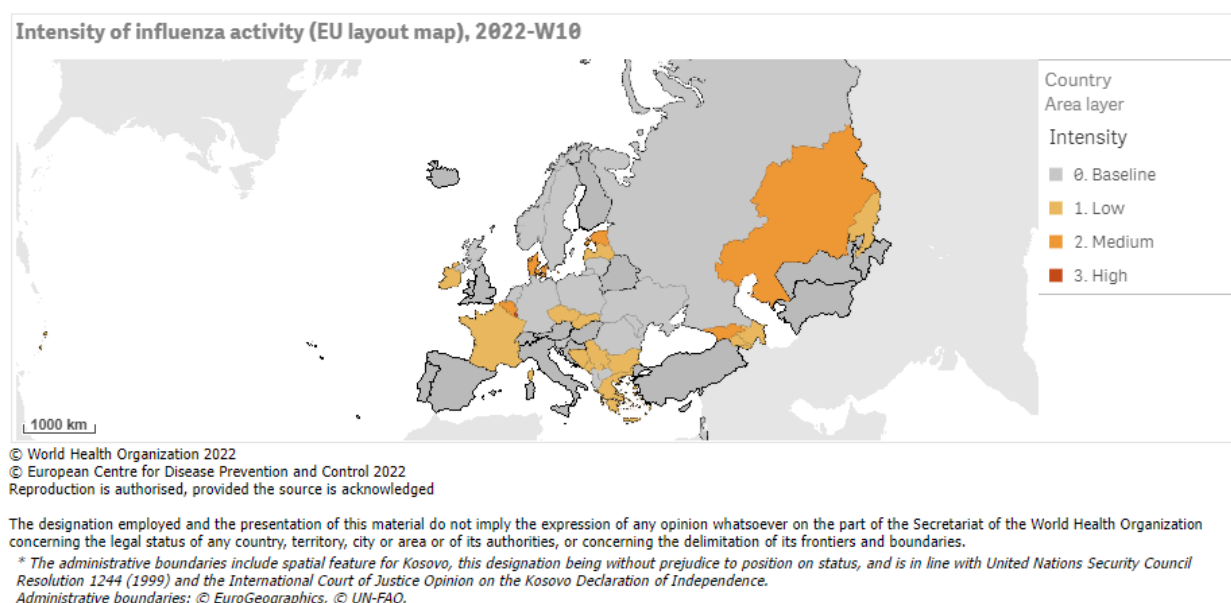 Intensity of influenza activity (EU layout map), 2022-W10
Country
Area layer
Intensity
0. Baseline
1. Low
2. Medium
3. High
1000 km
© World Health Organization 2022
© European Centre for Disease Prevention and Control 2022
Reproduction is authorised, provided the source is acknowledged
The designation employed and the presentation of this material do not imply the expression of any opinion whatsoever on the part of the Secretariat of the World Health Organization
concerning the legal status of any country, territory, city or area or of its authorities, or concerning the delimitation of its frontiers and boundaries.
* The administrative boundaries include spatial feature for Kosovo, this designation being without prejudice to position on status, and is in line with United Nations Security Council
Resolution 1244 (1999) and the International Court of Justice Opinion on the Kosovo Declaration of Independence.
Administrative boundaries: © EuroGeographics, © UN-FAO.